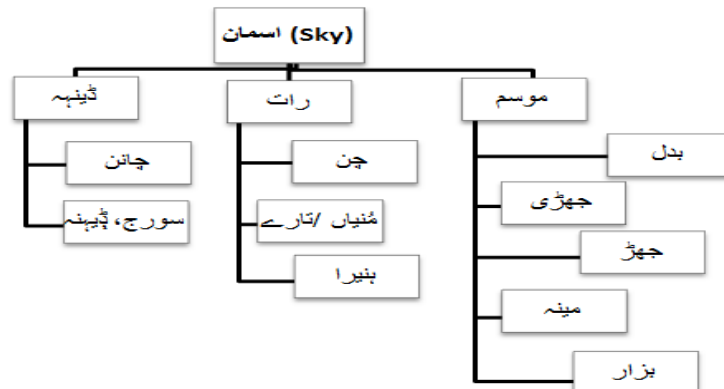 اسمان (Sky)
موسم
رات
ڈینہہ
بدل
جھڑی
جھڑ
مینہ
بزار
چن
مُنیاں /تارے
ہنیرا
چانن
سورج، ڈیہنہ